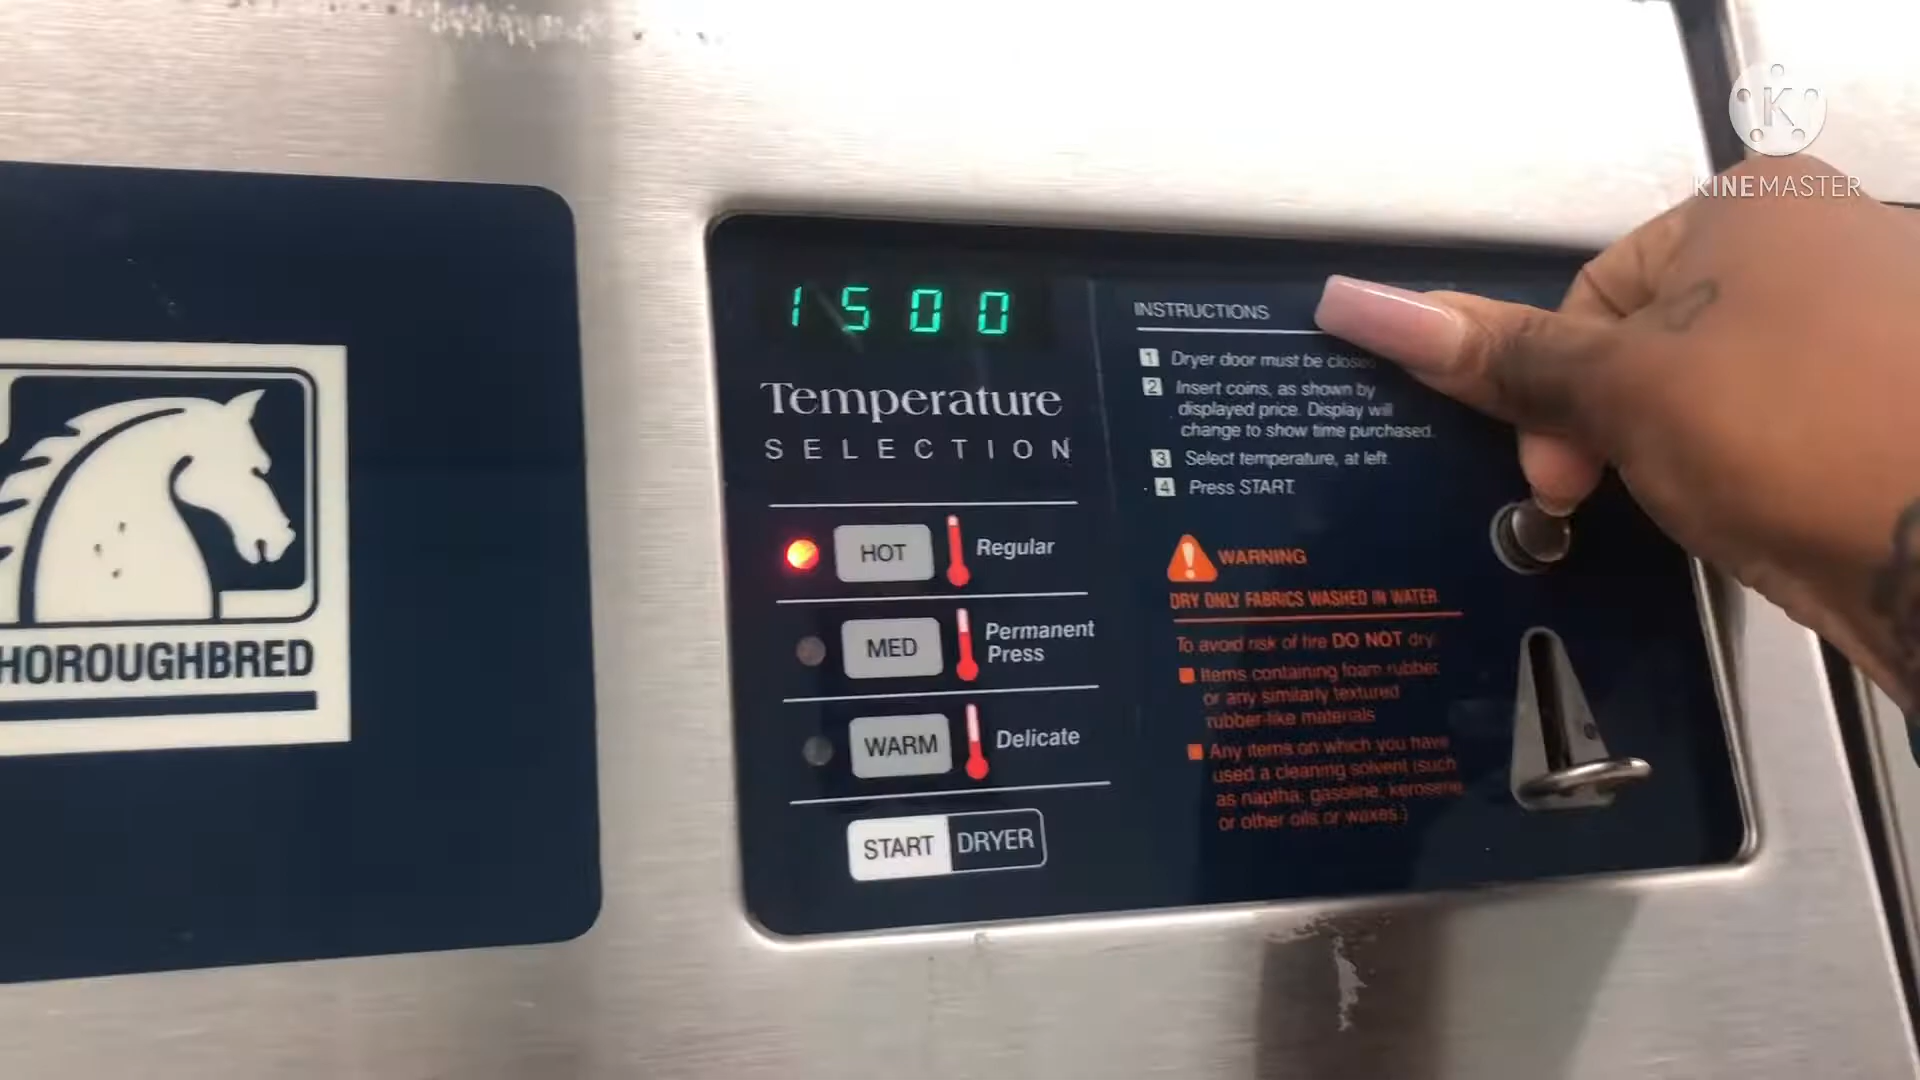 KINEMASTER
1500
Temperature
SELECTION
HOT
Regular
MED
Permanent
Press
WARM
Delicate
START DRYER
INSTRUCTIONS
1 Dryer door must be closed
2 Insert coins, as shown by
displayed price. Display will
change to show time purchased.
3 Select temperature, at left.
4 Press START.
WARNING
DRY ONLY FABRICS WASHED IN WATER.
To avoid risk of fire DO NOT dry
Items containing foam rubber
or any similarly textured
rubber-like materials
Any items on which you have
used a cleaning solvent (such
as naptha, gasoline, kerosene
or other oils or waxes.)
HOROUGHBRED